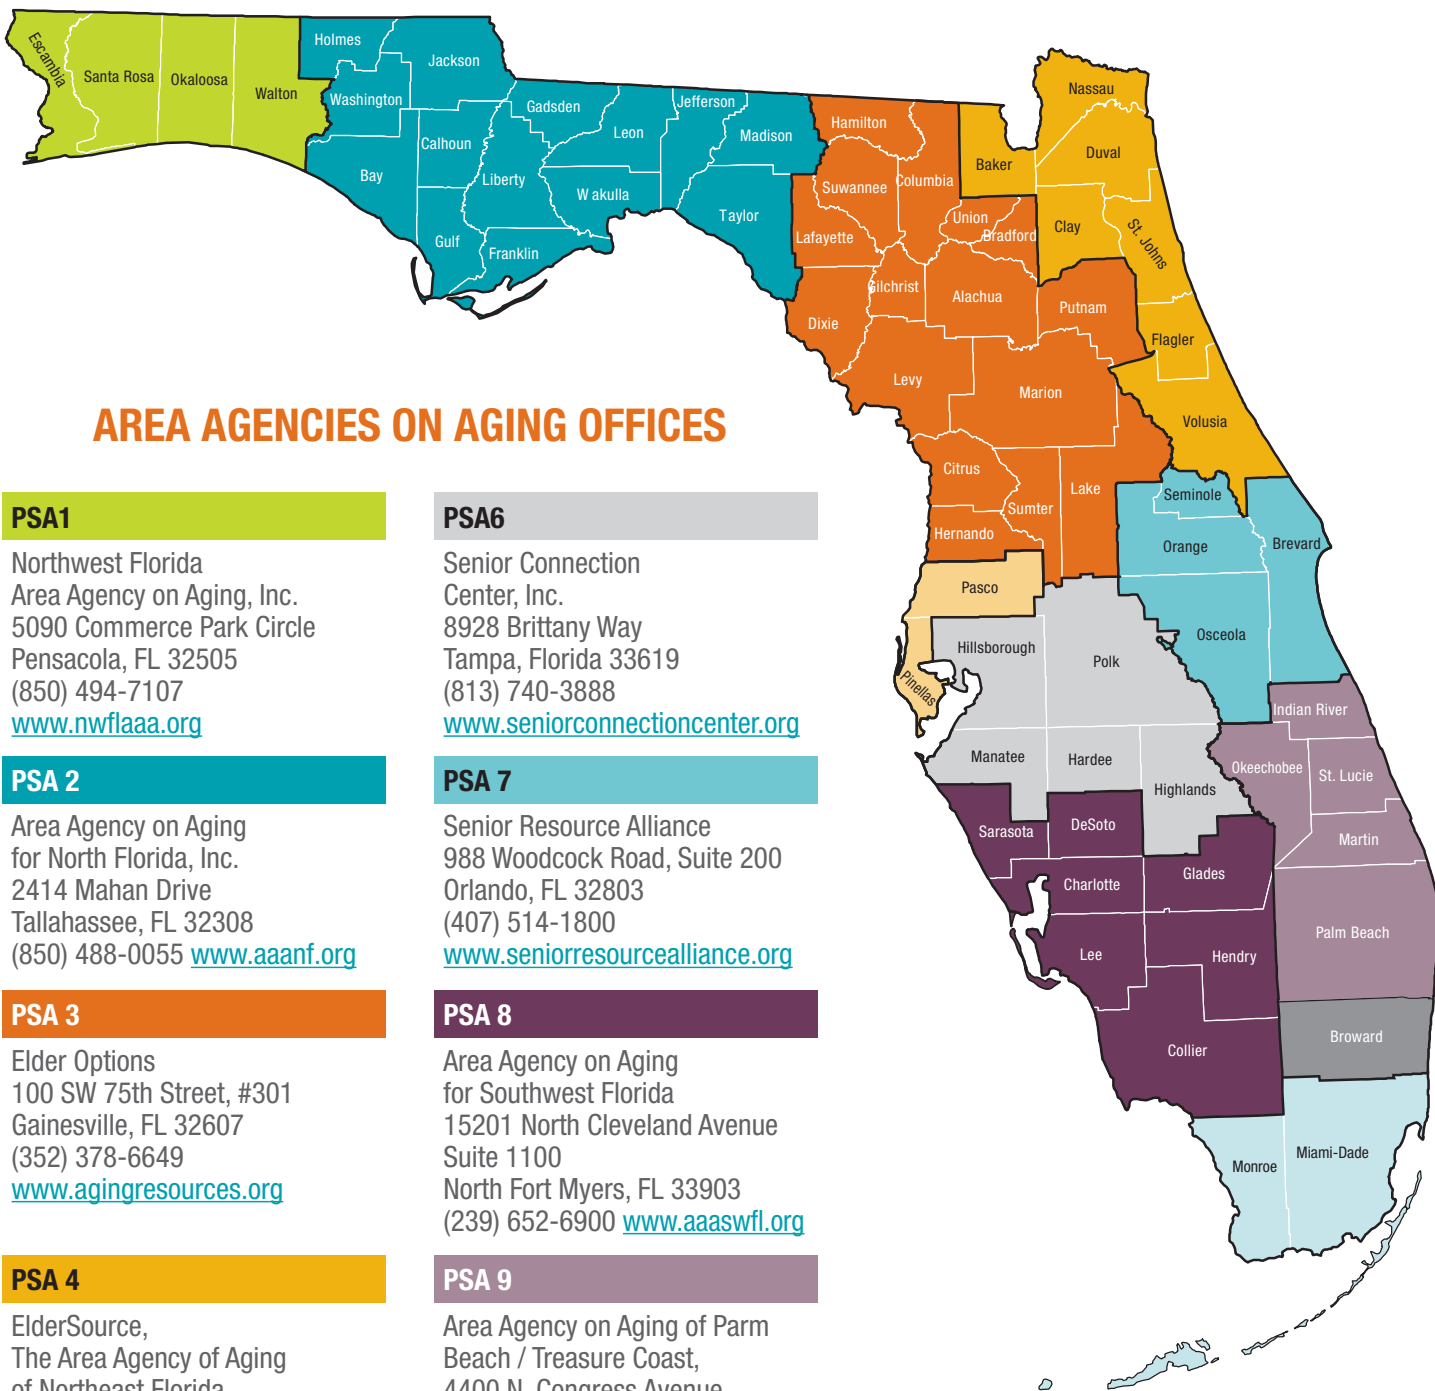 Escambia
Santa Rosa
Okaloosa
Walton
Holmes
Jackson
Washington
Bay
Calhoun
Gulf
Liberty
Gadsden
Franklin
Leon
Wakulla
Jefferson
Madison
Taylor
Hamilton
Suwannee
Columbia
Lafayette
Union
Bradford
Gilchrist
Alachua
Dixie
Putnam
Levy
Marion
Citrus
Sumter
Lake
Hernando
Baker
Nassau
Duval
Clay
St. Johns
Flagler
Volusia
Seminole
Orange
Brevard
Osceola
Pasco
Pinellas
Hillsborough
Polk
Manatee
Hardee
Highlands
Indian River
Okeechobee
St. Lucie
Martin
Palm Beach
Sarasota
DeSoto
Charlotte
Glades
Lee
Hendry
Collier
Broward
Monroe
Miami-Dade
AREA AGENCIES ON AGING OFFICES
PSA1
Northwest Florida
Area Agency on Aging, Inc.
5090 Commerce Park Circle
Pensacola, FL 32505
(850) 494-7107
www.nwflaaa.org
PSA 2
Area Agency on Aging
for North Florida, Inc.
2414 Mahan Drive
Tallahassee, FL 32308
(850) 488-0055 www.aaanf.org
PSA 3
Elder Options
100 SW 75th Street, #301
Gainesville, FL 32607
(352) 378-6649
www.agingresources.org
PSA 4
ElderSource,
The Area Agency of Aging
of Northeast Florida
PSA6
Senior Connection
Center, Inc.
8928 Brittany Way
Tampa, Florida 33619
(813) 740-3888
www.seniorconnectioncenter.org
PSA 7
Senior Resource Alliance
988 Woodcock Road, Suite 200
Orlando, FL 32803
(407) 514-1800
www.seniorresourcealliance.org
PSA 8
Area Agency on Aging
for Southwest Florida
15201 North Cleveland Avenue
Suite 1100
North Fort Myers, FL 33903
(239) 652-6900 www.aaaswfl.org
PSA 9
Area Agency on Aging of Parm
Beach / Treasure Coast,
4400 N. Congress Avenue